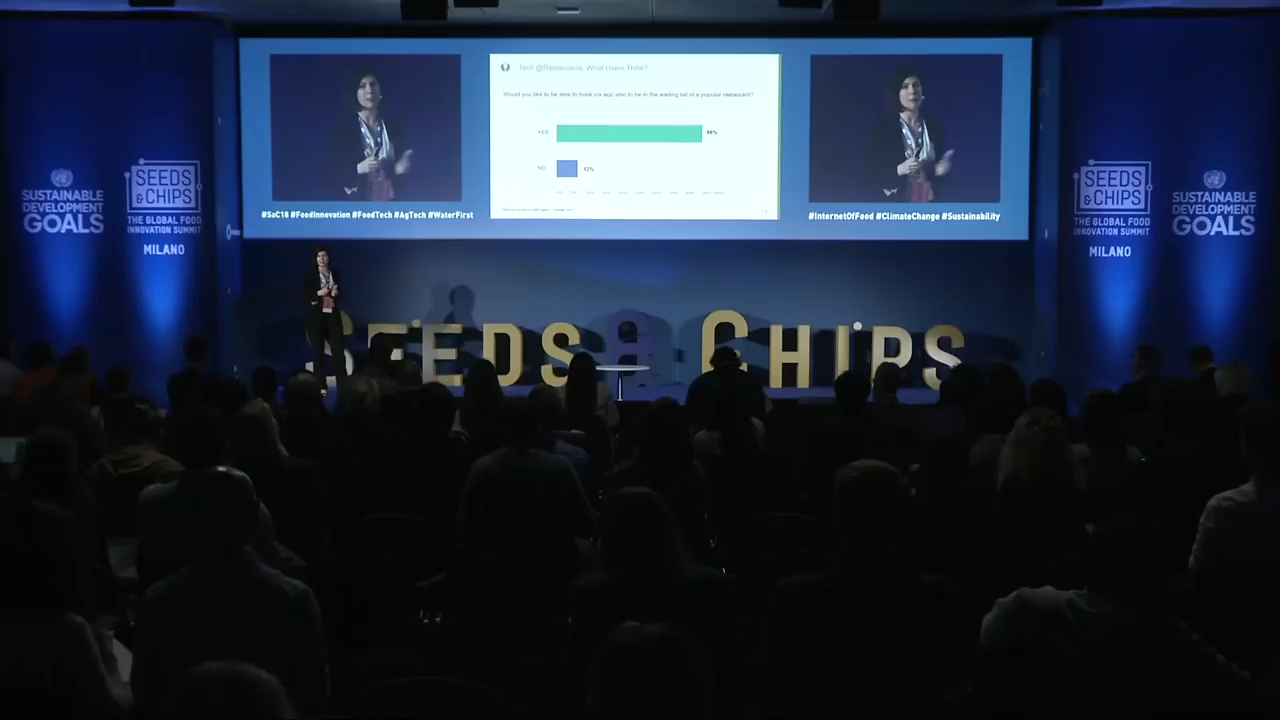 Tech @Restaurants: What Users Think?
Would you like to be able to book via app also to be in the waiting list of a popular restaurant?
YES
88%
NO
12%
#SaC18 #FoodInnovation #FoodTech #AgTech #WaterFirst
#InternetOfFood #ClimateChange #Sustainability
SUSTAINABLE
DEVELOPMENT
GOALS
SEEDS
&CHIPS
THE GLOBAL FOOD
INNOVATION SUMMIT
MILANO
SEEDS & CHIPS
SEEDS
&CHIPS
THE GLOBAL FOOD
INNOVATION SUMMIT
MILANO
SUSTAINABLE
DEVELOPMENT
GOALS